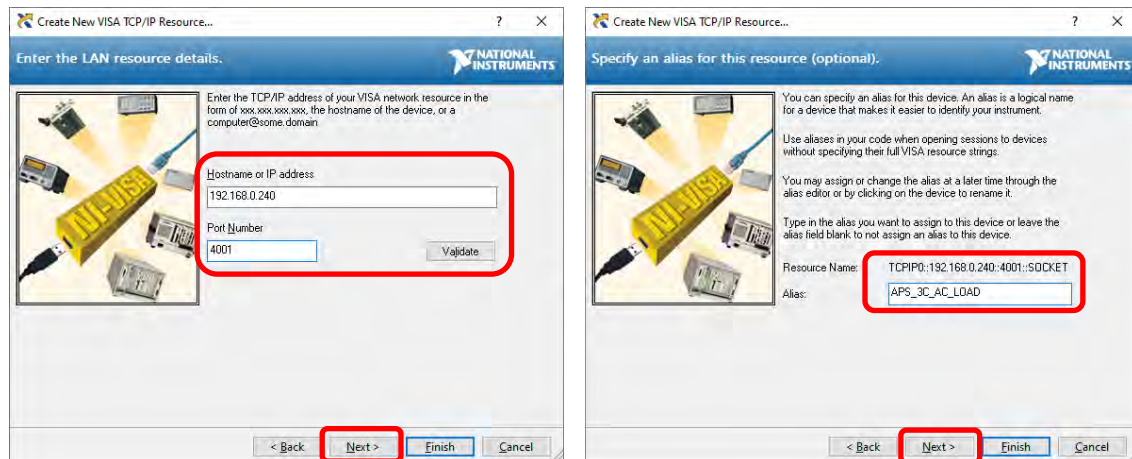 Create New VISA TCP/IP Resource...
Enter the LAN resource details.
NATIONAL
INSTRUMENTS
Enter the TCP/IP address of your VISA network resource in the
form of xxx.xxx.xxx.xxx, the hostname of the device, or a
computer@some.domain
NI-VISA
Hostname or IP address
192.168.0.240
Port Number
4001
Validate
< Back
Next >
Finish
Cancel
Create New VISA TCP/IP Resource...
Specify an alias for this resource (optional).
NATIONAL
INSTRUMENTS
You can specify an alias for this device. An alias is a logical name
for a device that makes it easier to identify your instrument.
Use aliases in your code when opening sessions to devices
without specifying their full VISA resource strings.
You may assign or change the alias at a later time through the
alias editor or by clicking on the device to rename it.
Type in the alias you want to assign to this device or leave the
alias field blank to not assign an alias to this device.
NI-VISA
Resource Name: TCPIP0::192.168.0.240::4001::SOCKET
Alias: APS_3C_AC_LOAD
< Back
Next >
Finish
Cancel